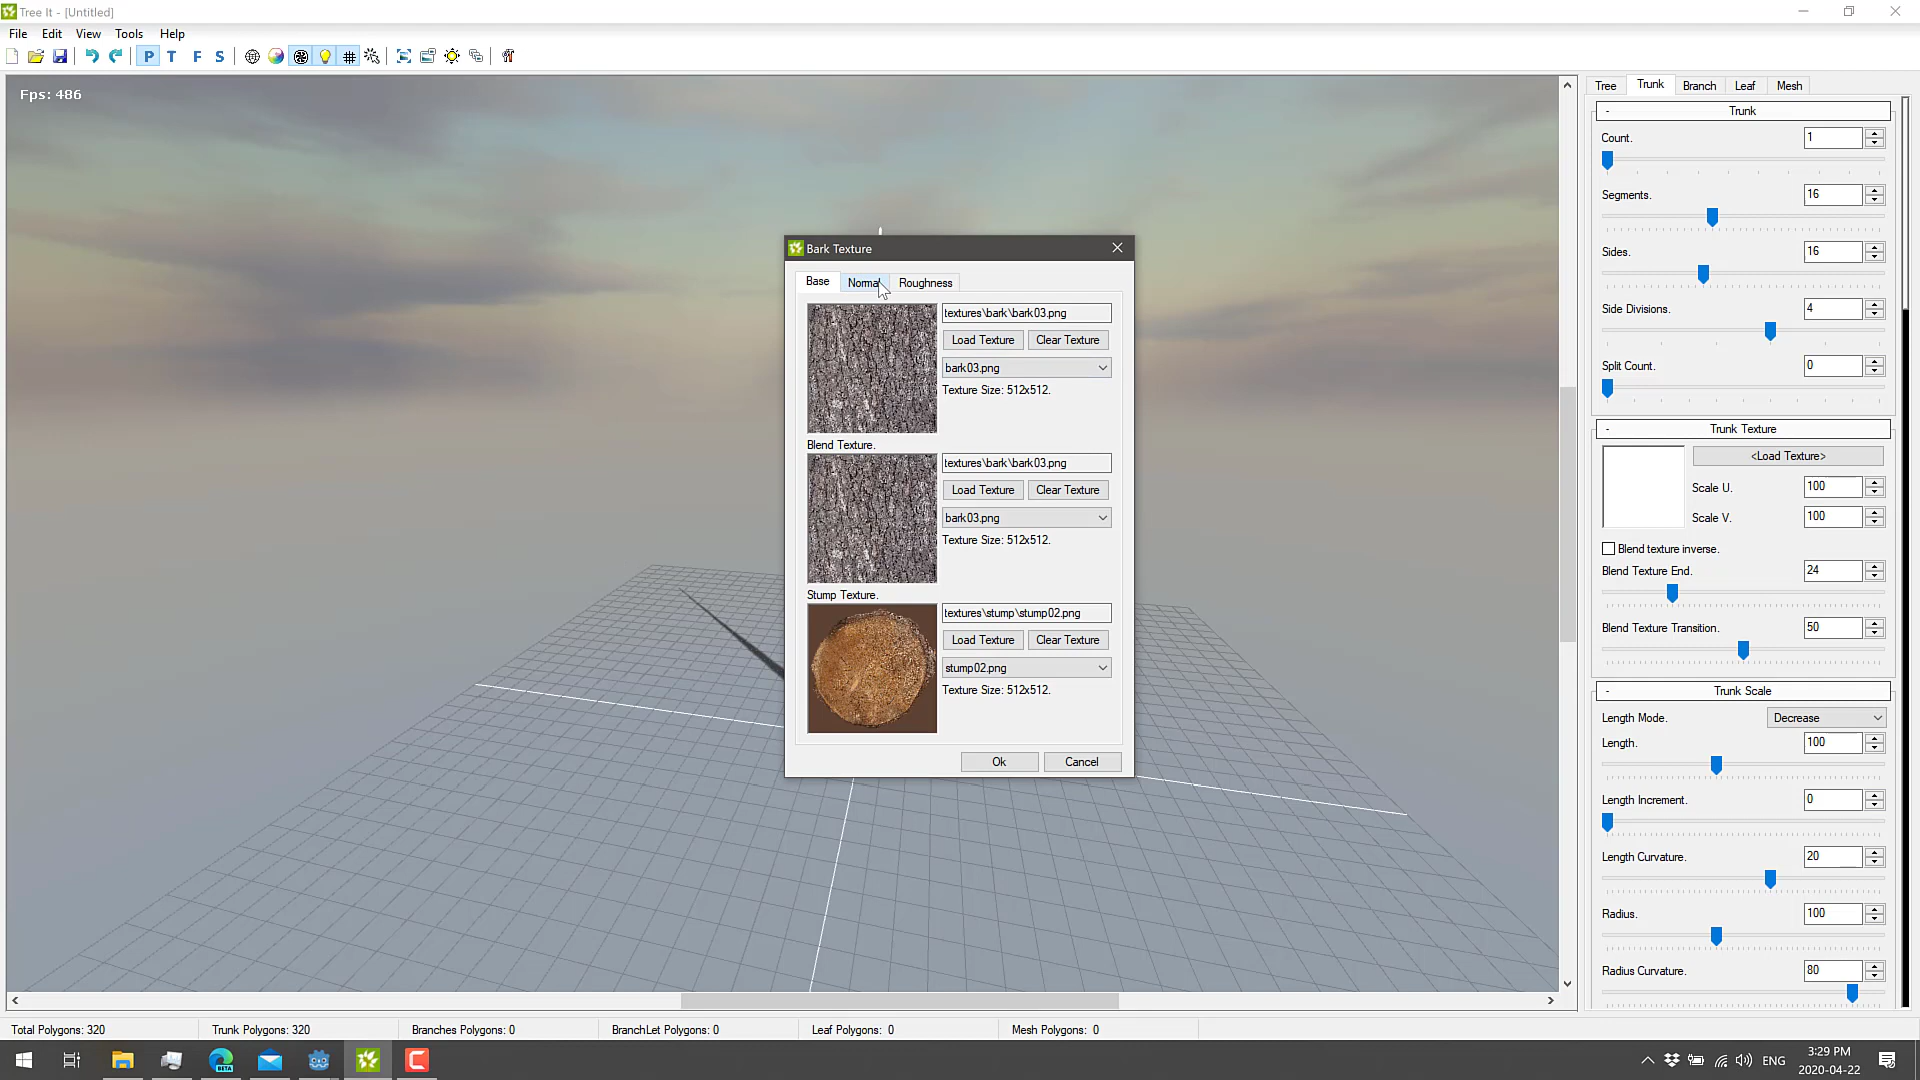 Tree It - [Untitled]
File Edit View Tools Help
P T F S
Fps: 486
Bark Texture
Base Normal Roughness
textures\bark\bark03.png
Load Texture Clear Texture
bark03.png
Texture Size: 512x512.
Blend Texture.
textures\bark\bark03.png
Load Texture Clear Texture
bark03.png
Texture Size: 512x512.
Stump Texture.
textures\stump\stump02.png
Load Texture Clear Texture
stump02.png
Texture Size: 512x512.
Ok Cancel
Tree Trunk Branch Leaf Mesh
- Trunk
Count. 1
Segments. 16
Sides. 16
Side Divisions. 4
Split Count. 0
- Trunk Texture
<Load Texture>
Scale U. 100
Scale V. 100
Blend texture inverse.
Blend Texture End. 24
Blend Texture Transition. 50
- Trunk Scale
Length Mode. Decrease
Length. 100
Length Increment. 0
Length Curvature. 20
Radius. 100
Radius Curvature. 80
Total Polygons: 320 Trunk Polygons: 320 Branches Polygons: 0 BranchLet Polygons: 0 Leaf Polygons: 0 Mesh Polygons: 0
BETA
ENG
3:29 PM
2020-04-22